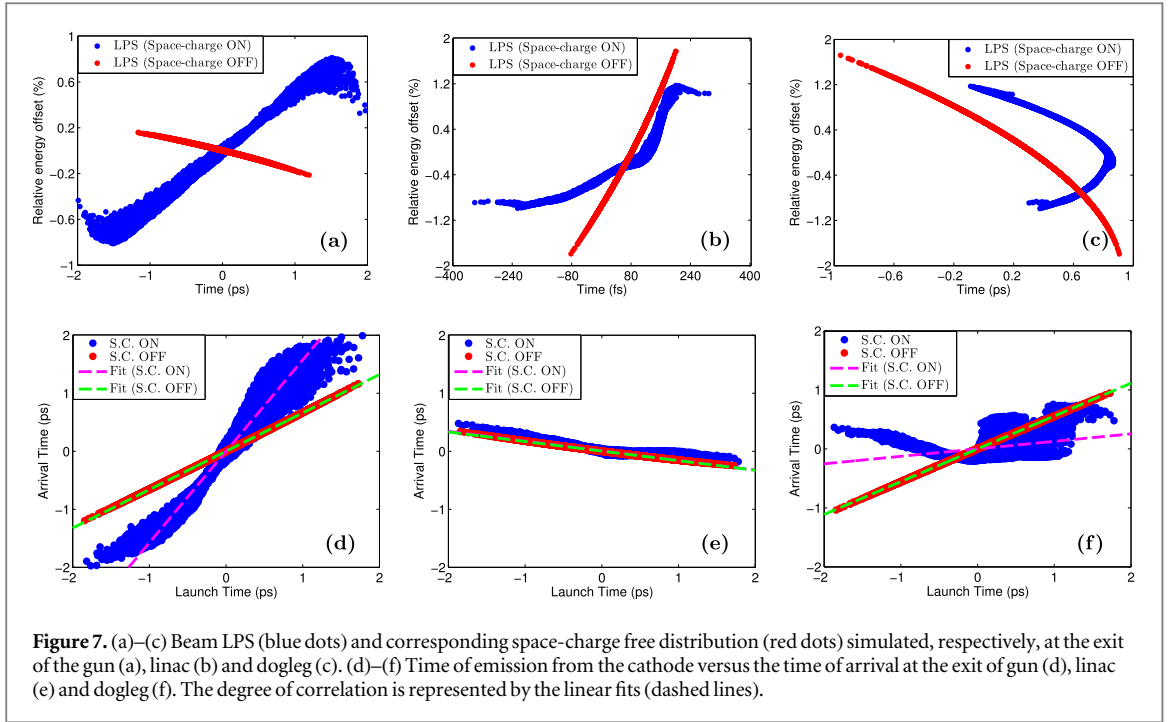 LPS (Space-charge ON)
LPS (Space-charge OFF)
Relative energy offset (%)
1
0.6
0.2
−0.2
−0.6
−1
(a)
−2 −1 0 1 2
Time (ps)
LPS (Space-charge ON)
LPS (Space-charge OFF)
Relative energy offset (%)
2
1.2
0.4
−0.4
−1.2
−2
(b)
−400 −240 −80 80 240 400
Time (fs)
LPS (Space-charge ON)
LPS (Space-charge OFF)
Relative energy offset (%)
2
1.2
0.4
−0.4
−1.2
−2
(c)
−1 −0.6 −0.2 0.2 0.6 1
Time (ps)
S.C. ON
S.C. OFF
Fit (S.C. ON)
Fit (S.C. OFF)
Arrival Time (ps)
2
1
0
−1
−2
(d)
−2 −1 0 1 2
Launch Time (ps)
S.C. ON
S.C. OFF
Fit (S.C. ON)
Fit (S.C. OFF)
Arrival Time (ps)
2
1
0
−1
−2
(e)
−2 −1 0 1 2
Launch Time (ps)
S.C. ON
S.C. OFF
Fit (S.C. ON)
Fit (S.C. OFF)
Arrival Time (ps)
2
1
0
−1
−2
(f)
−2 −1 0 1 2
Launch Time (ps)
Figure 7. (a)–(c) Beam LPS (blue dots) and corresponding space-charge free distribution (red dots) simulated, respectively, at the exit
of the gun (a), linac (b) and dogleg (c). (d)–(f) Time of emission from the cathode versus the time of arrival at the exit of gun (d), linac
(e) and dogleg (f). The degree of correlation is represented by the linear fits (dashed lines).